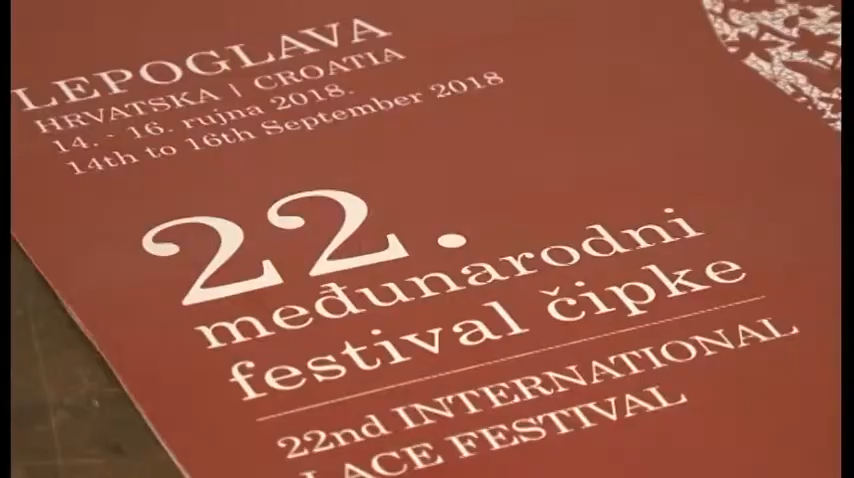 LEPOGLAVA
HRVATSKA | CROATIA
14. - 16. rujna 2018.
14th to 16th September 2018
22.
međunarodni
festival čipke
22nd INTERNATIONAL
LACE FESTIVAL